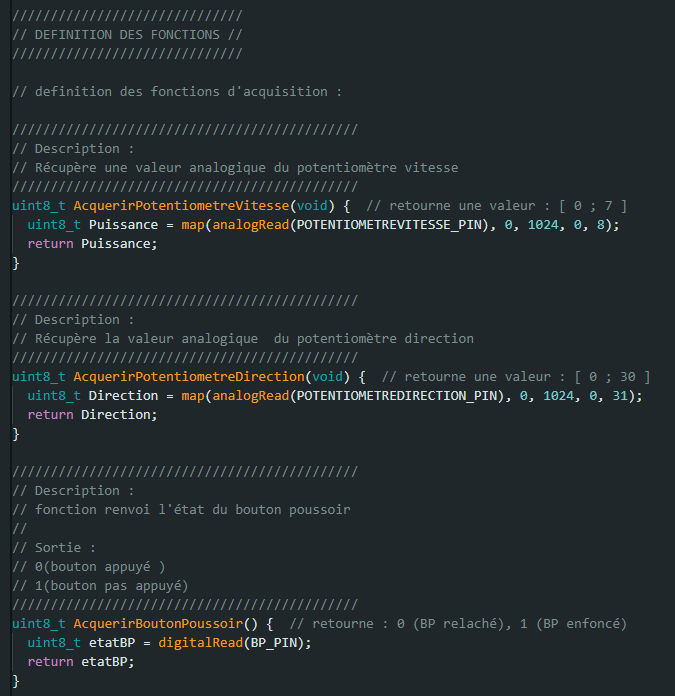 //////////////////////////////
// DEFINITION DES FONCTIONS //
//////////////////////////////
// definition des fonctions d'acquisition :
/////////////////////////////////////////////
// Description :
// Récupère une valeur analogique du potentiomètre vitesse
/////////////////////////////////////////////
uint8_t AcquerirPotentiometreVitesse(void) {  // retourne une valeur : [ 0 ; 7 ]
  uint8_t Puissance = map(analogRead(POTENTIOMETREVITESSE_PIN), 0, 1024, 0, 8);
  return Puissance;
}
/////////////////////////////////////////////
// Description :
// Récupère la valeur analogique  du potentiomètre direction
/////////////////////////////////////////////
uint8_t AcquerirPotentiometreDirection(void) {  // retourne une valeur : [ 0 ; 30 ]
  uint8_t Direction = map(analogRead(POTENTIOMETREDIRECTION_PIN), 0, 1024, 0, 31);
  return Direction;
}
/////////////////////////////////////////////
// Description :
// fonction renvoi l'état du bouton poussoir
//
// Sortie :
// 0(bouton appuyé )
// 1(bouton pas appuyé)
/////////////////////////////////////////////
uint8_t AcquerirBoutonPoussoir() {  // retourne : 0 (BP relaché), 1 (BP enfoncé)
  uint8_t etatBP = digitalRead(BP_PIN);
  return etatBP;
}